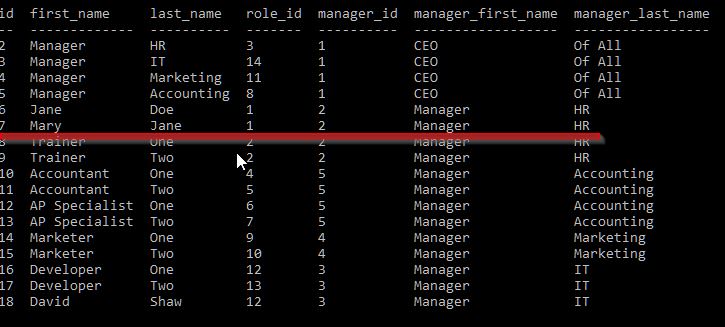 id first_name last_name role_id manager_id manager_first_name manager_last_name
-- ---------- --------- ------- ---------- ------------------ -----------------
2 Manager HR 3 1 CEO Of All
3 Manager IT 14 1 CEO Of All
4 Manager Marketing 11 1 CEO Of All
5 Manager Accounting 8 1 CEO Of All
6 Jane Doe 1 2 Manager HR
7 Mary Jane 1 2 Manager HR
8 Trainer One 2 2 Manager HR
9 Trainer Two 2 2 Manager HR
10 Accountant One 4 5 Manager Accounting
11 Accountant Two 5 5 Manager Accounting
12 AP Specialist One 6 5 Manager Accounting
13 AP Specialist Two 7 5 Manager Accounting
14 Marketer One 9 4 Manager Marketing
15 Marketer Two 10 4 Manager Marketing
16 Developer One 12 3 Manager IT
17 Developer Two 13 3 Manager IT
18 David Shaw 12 3 Manager IT